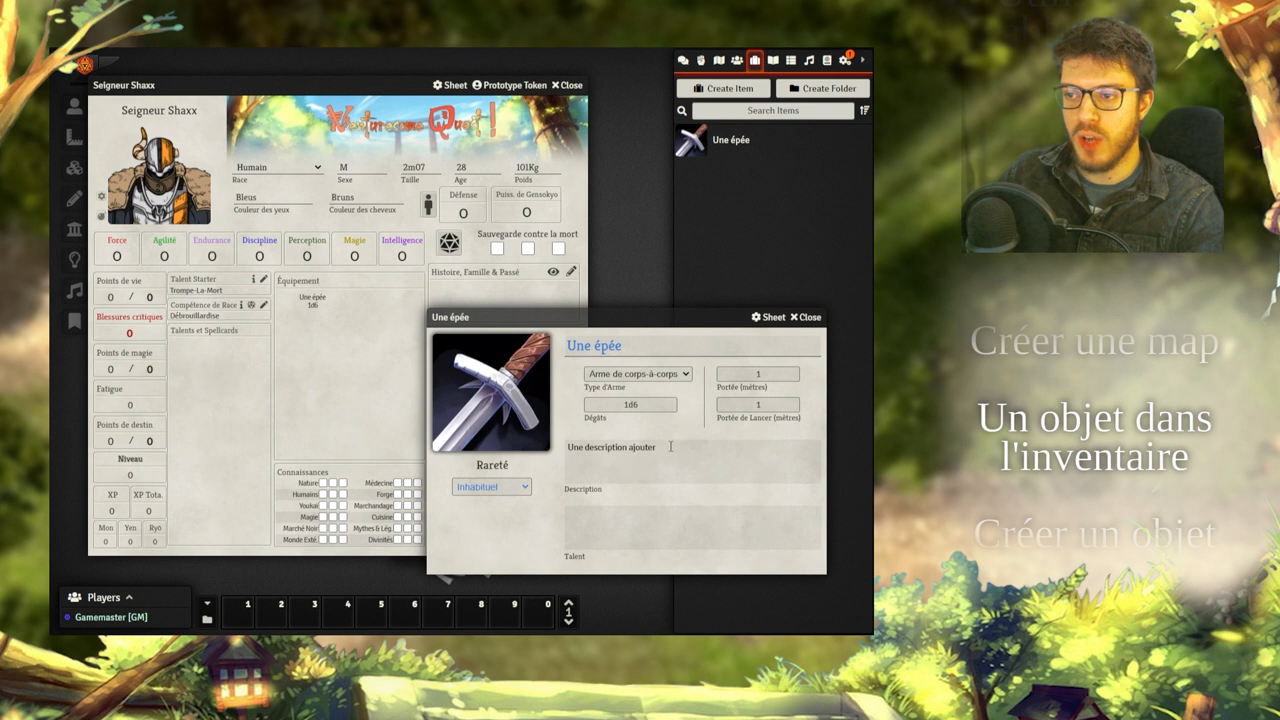 Seigneur Shaxx
Sheet
Prototype Token
Close
Seigneur Shaxx
Humain
Race
M
Sexe
2m07
Taille
28
Age
101Kg
Poids
Bleus
Couleur des yeux
Bruns
Couleur des cheveux
Défense
0
Puiss. de Gensokyo
0
Force
0
Agilité
0
Endurance
0
Discipline
0
Perception
0
Magie
0
Intelligence
0
Sauvegarde contre la mort
Points de vie
0 / 0
Blessures critiques
0
Points de magie
0 / 0
Fatigue
0
Points de destin
0 / 0
Niveau
0
XP
0
XP Tota.
0
Mon
0
Yen
0
Ryō
0
Talent Starter
Trompe-La-Mort
Compétence de Race
Débrouillardise
Talents et Spellcards
Équipement
Une épée
1d6
Histoire, Famille & Passé
Connaissances
Nature
Médecine
Humains
Forge
Youkai
Marchandage
Magie
Cuisine
Marché Noir
Mythes & Lég.
Monde Exté.
Divinités
Une épée
Sheet
Close
Une épée
Rareté
Inhabituel
Arme de corps-à-corps
Type d'Arme
1
Portée (mètres)
1d6
Dégâts
1
Portée de Lancer (mètres)
Une description ajouter
Description
Talent
Create Item
Create Folder
Search Items
Une épée
Players
Gamemaster [GM]
1 2 3 4 5 6 7 8 9 0
1
Créer une map
Un objet dans
l'inventaire
Créer un objet